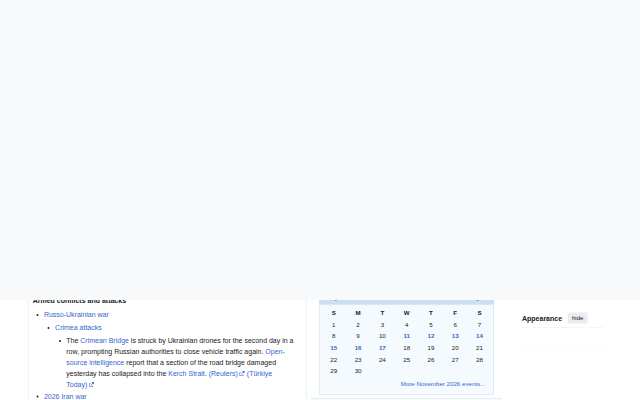 Armed conflicts and attacks
Russo-Ukrainian war
Crimea attacks
The Crimean Bridge is struck by Ukrainian drones for the second day in a
row, prompting Russian authorities to close vehicle traffic again. Open-
source intelligence report that a section of the road bridge damaged
yesterday has collapsed into the Kerch Strait. (Reuters) (Türkiye
Today)
2026 Iran war
S M T W T F S
1 2 3 4 5 6 7
8 9 10 11 12 13 14
15 16 17 18 19 20 21
22 23 24 25 26 27 28
29 30
More November 2026 events...
Appearance hide